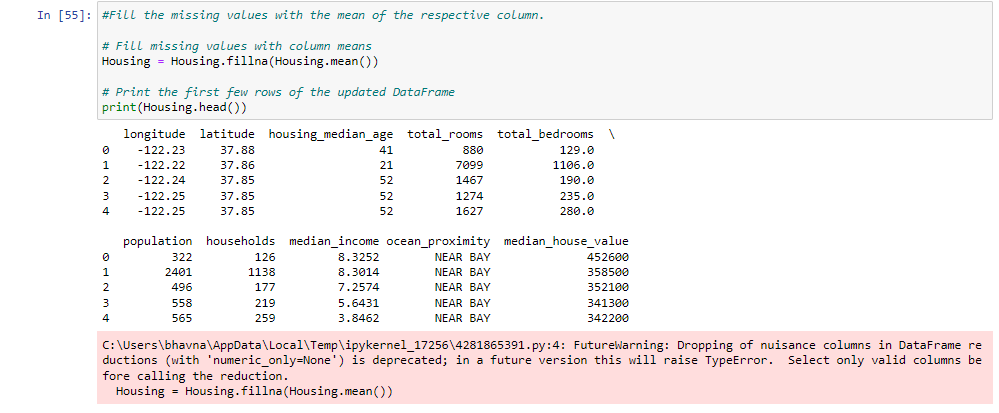 In [55]: #Fill the missing values with the mean of the respective column.
# Fill missing values with column means
Housing = Housing.fillna(Housing.mean())
# Print the first few rows of the updated DataFrame
print(Housing.head())
longitude latitude housing_median_age total_rooms total_bedrooms \
0 -122.23 37.88 41 880 129.0
1 -122.22 37.86 21 7099 1106.0
2 -122.24 37.85 52 1467 190.0
3 -122.25 37.85 52 1274 235.0
4 -122.25 37.85 52 1627 280.0
population households median_income ocean_proximity median_house_value
0 322 126 8.3252 NEAR BAY 452600
1 2401 1138 8.3014 NEAR BAY 358500
2 496 177 7.2574 NEAR BAY 352100
3 558 219 5.6431 NEAR BAY 341300
4 565 259 3.8462 NEAR BAY 342200
C:\Users\bhavna\AppData\Local\Temp\ipykernel_17256\4281865391.py:4: FutureWarning: Dropping of nuisance columns in DataFrame re
ductions (with 'numeric_only=None') is deprecated; in a future version this will raise TypeError.  Select only valid columns be
fore calling the reduction.
Housing = Housing.fillna(Housing.mean())